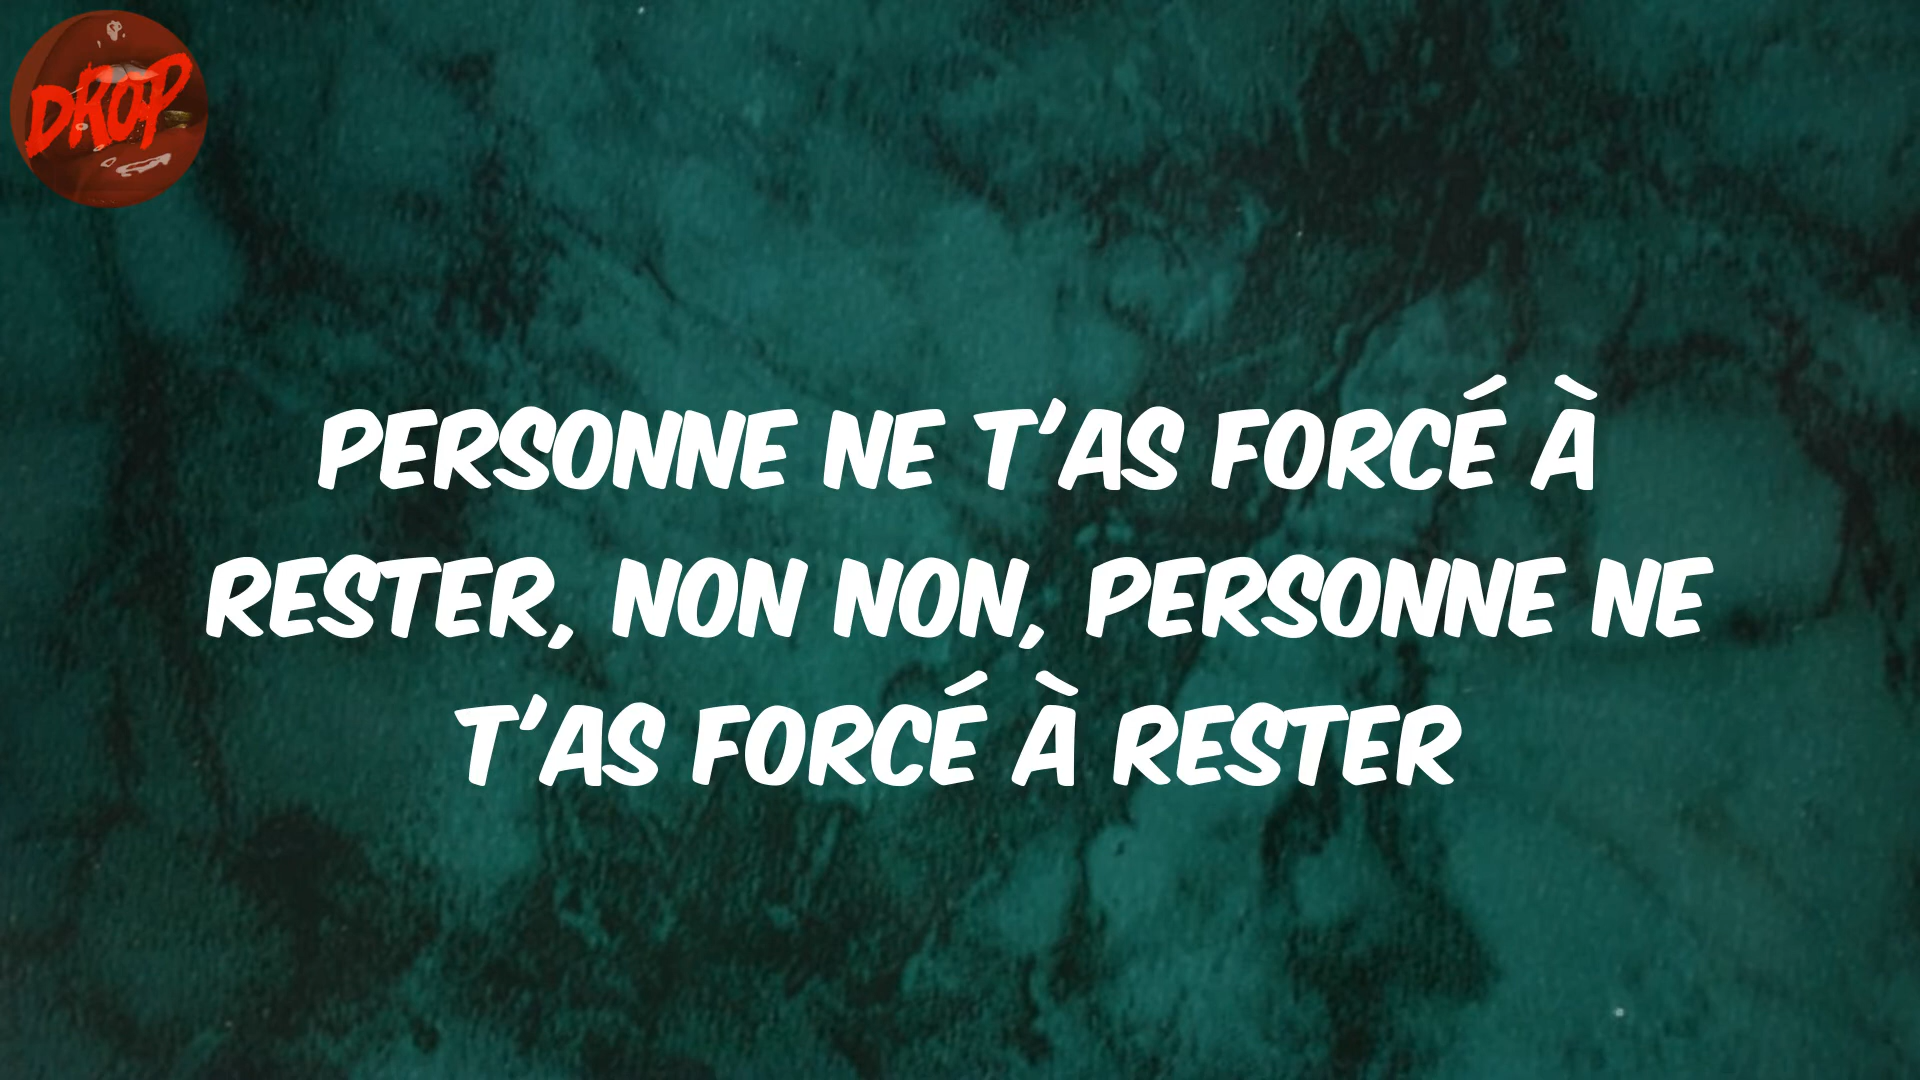 DROP
PERSONNE NE T'AS FORCÉ À
RESTER, NON NON, PERSONNE NE
T'AS FORCÉ À RESTER